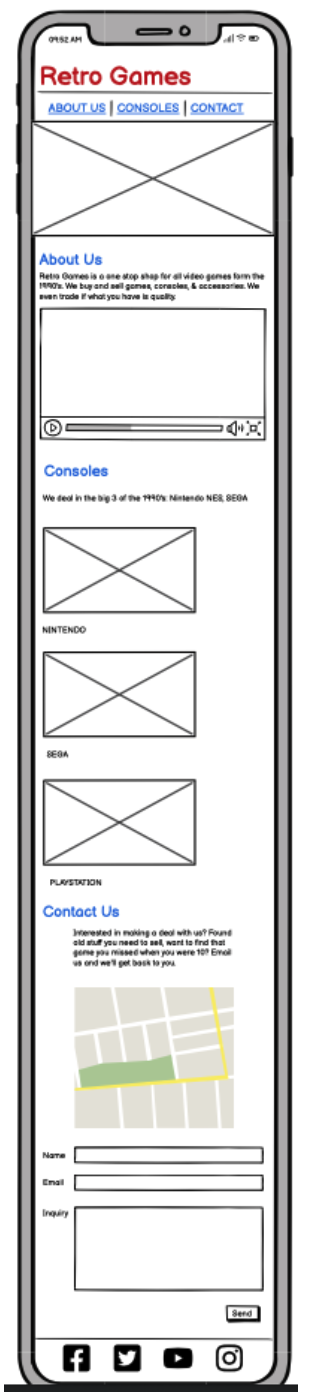 09:52 AM
Retro Games
ABOUT US | CONSOLES | CONTACT
About Us
Retro Games is a one stop shop for all video games form the
1990's. We buy and sell games, consoles, & accessories. We
even trade if what you have is quality.
Consoles
We deal in the big 3 of the 1990's: Nintendo NES, SEGA
NINTENDO
SEGA
PLAYSTATION
Contact Us
Interested in making a deal with us? Found
old stuff you need to sell, want to find that
game you missed when you were 10? Email
us and we'll get back to you.
Name
Email
Inquiry
Send